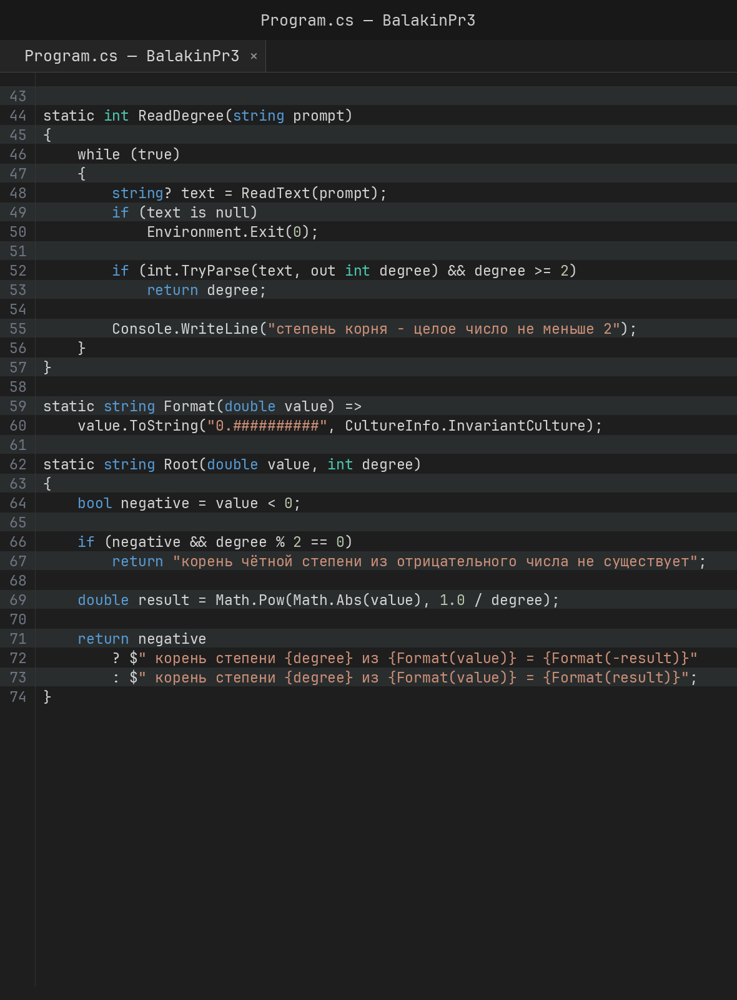 Program.cs — BalakinPr3
Program.cs — BalakinPr3 ×
43
44 static int ReadDegree(string prompt)
45 {
46     while (true)
47     {
48         string? text = ReadText(prompt);
49         if (text is null)
50             Environment.Exit(0);
51
52         if (int.TryParse(text, out int degree) && degree >= 2)
53             return degree;
54
55         Console.WriteLine("степень корня - целое число не меньше 2");
56     }
57 }
58
59 static string Format(double value) =>
60     value.ToString("0.##########", CultureInfo.InvariantCulture);
61
62 static string Root(double value, int degree)
63 {
64     bool negative = value < 0;
65
66     if (negative && degree % 2 == 0)
67         return "корень чётной степени из отрицательного числа не существует";
68
69     double result = Math.Pow(Math.Abs(value), 1.0 / degree);
70
71     return negative
72         ? $" корень степени {degree} из {Format(value)} = {Format(-result)}"
73         : $" корень степени {degree} из {Format(value)} = {Format(result)}";
74 }